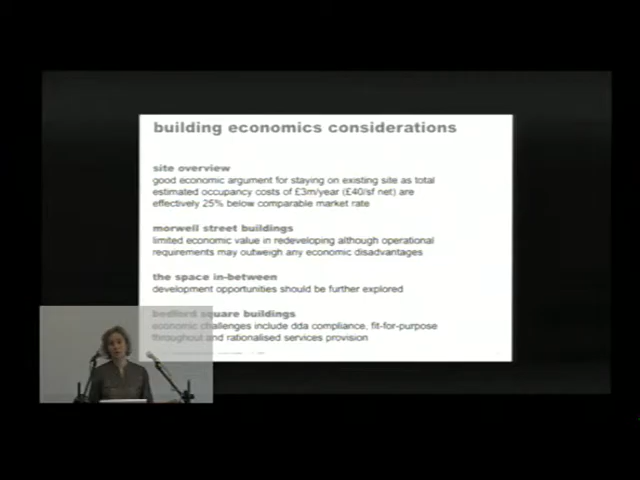 building economics considerations
site overview
good economic argument for staying on existing site as total
estimated occupancy costs of £3m/year (£40/sf net) are
effectively 25% below comparable market rate
morwell street buildings
limited economic value in redeveloping although operational
requirements may outweigh any economic disadvantages
the space in-between
development opportunities should be further explored
bedford square buildings
economic challenges include dda compliance, fit-for-purpose
throughout and rationalised services provision